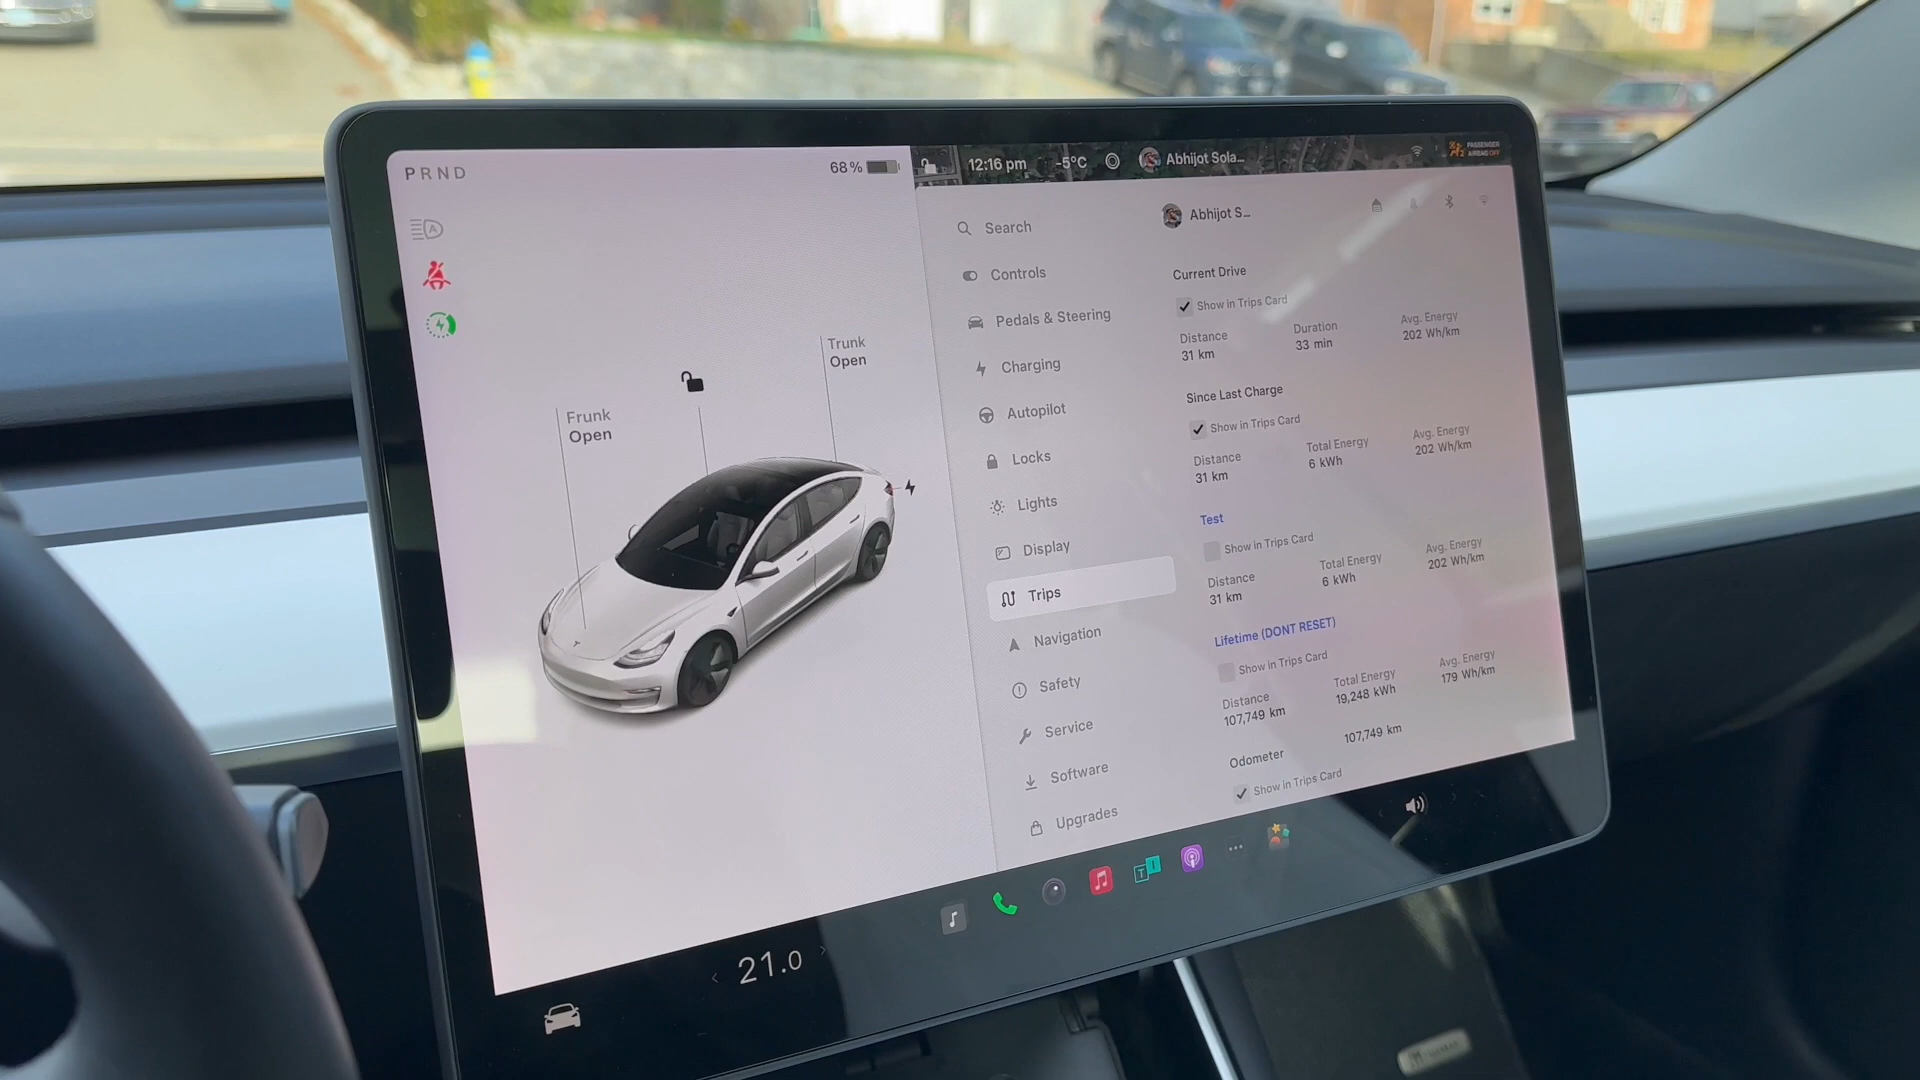 PRND
68%
12:16 pm
-5°C
Abhijot Sola...
PASSENGER
AIRBAG OFF
Trunk
Open
Frunk
Open
Search
Controls
Pedals & Steering
Charging
Autopilot
Locks
Lights
Display
Trips
Navigation
Safety
Service
Software
Upgrades
Abhijot S...
Current Drive
Show in Trips Card
Distance Duration Avg. Energy
31 km 33 min 202 Wh/km
Since Last Charge
Show in Trips Card
Distance Total Energy Avg. Energy
31 km 6 kWh 202 Wh/km
Test
Show in Trips Card
Distance Total Energy Avg. Energy
31 km 6 kWh 202 Wh/km
Lifetime (DONT RESET)
Show in Trips Card
Distance Total Energy Avg. Energy
107,749 km 19,248 kWh 179 Wh/km
Odometer 107,749 km
Show in Trips Card
21.0